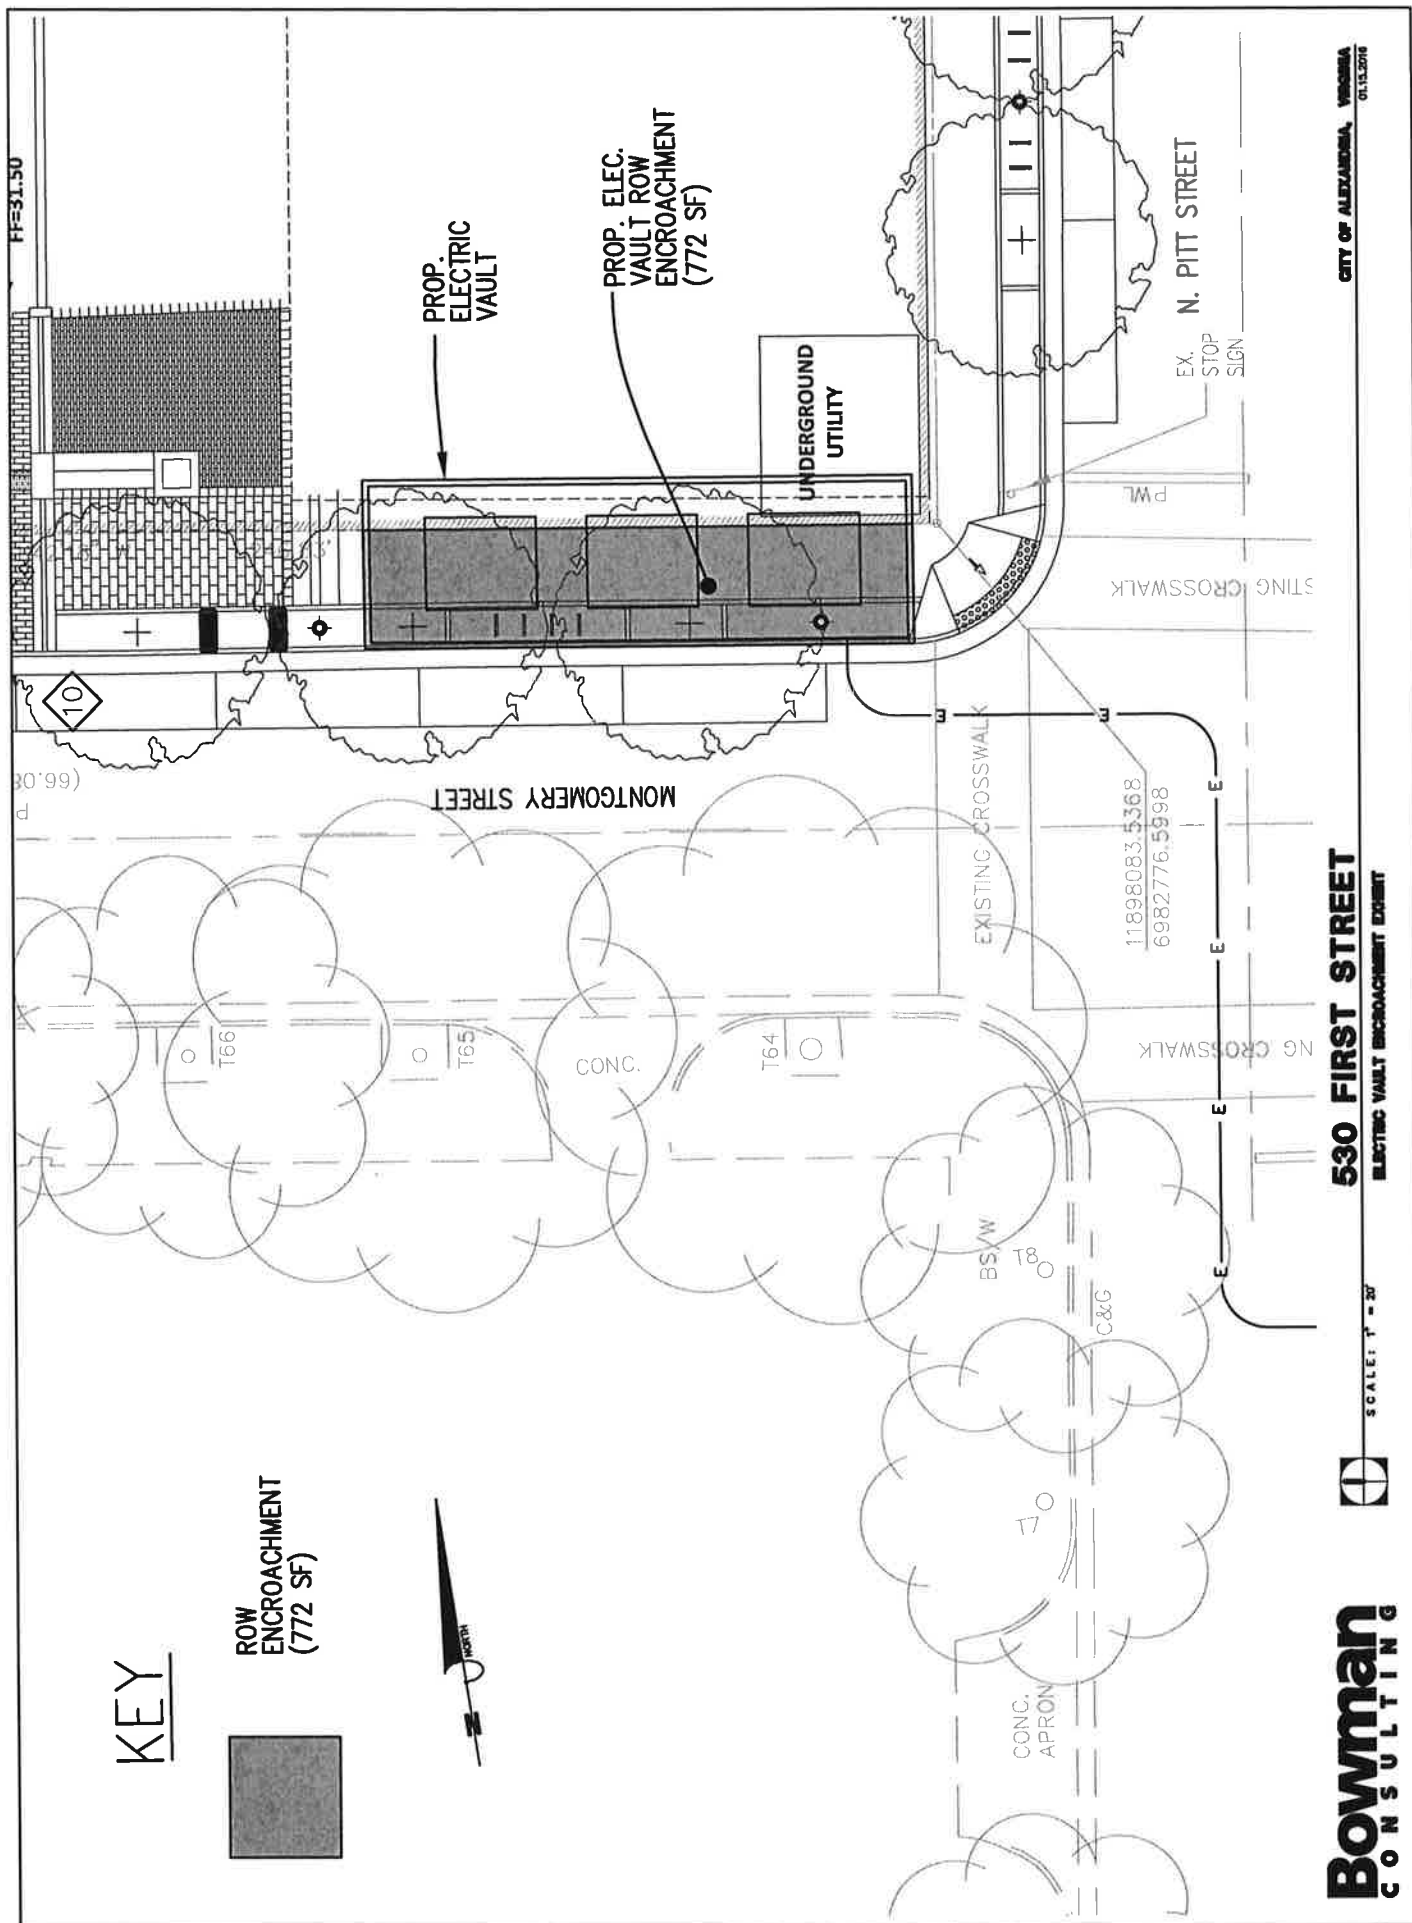 KEY
ROW
ENCROACHMENT
(772 SF)
N
NORTH
FF=31.50
PROP.
ELECTRIC
VAULT
PROP. ELEC.
VAULT ROW
ENCROACHMENT
(772 SF)
UNDERGROUND
UTILITY
10
MONTGOMERY STREET
(66.08
P
N. PITT STREET
EX.
STOP
SIGN
PWL
STING CROSSWALK
EXISTING CROSSWALK
NG CROSSWALK
11898083.5368
6982776.5998
E
E
E
E
E
E
T66
T65
CONC.
T64
BS/W
T8
C&G
T7
CONC.
APRON
Bowman
CONSULTING
SCALE: 1" = 20'
530 FIRST STREET
ELECTRIC VAULT ENCROACHMENT EXHIBIT
CITY OF ALEXANDRIA, VIRGINIA
01.15.2016